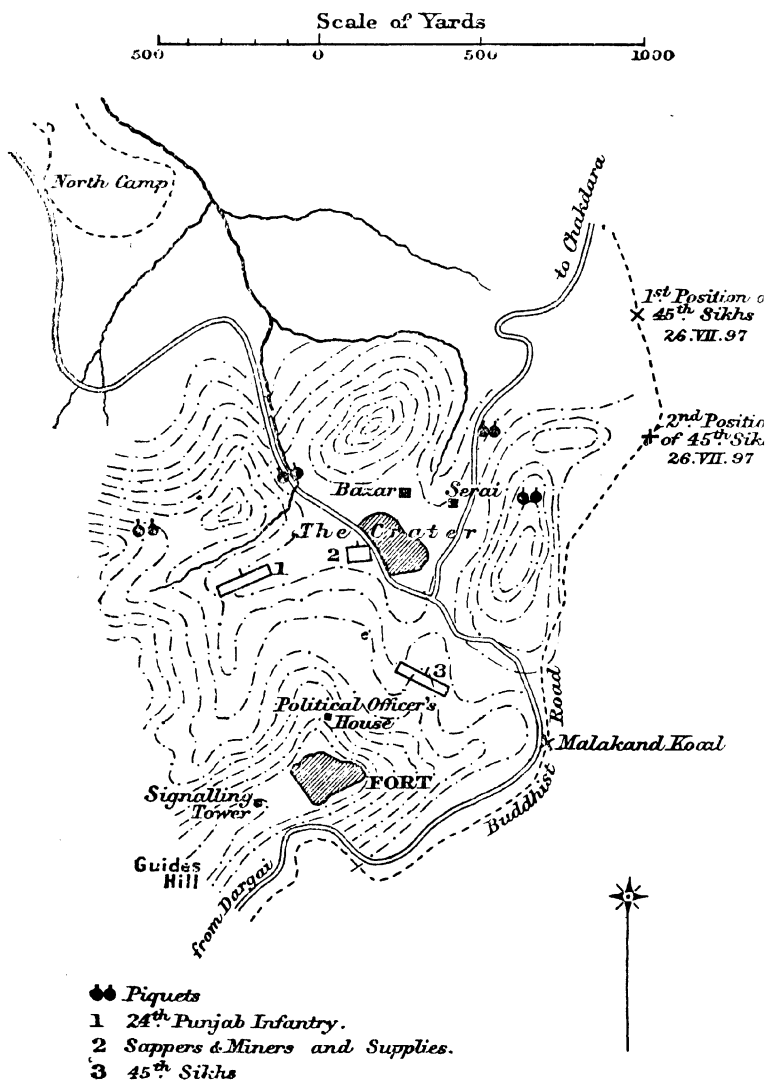 Scale of Yards
500 0 500 1000
North Camp
to Chakdara
1st Position o
45th Sikhs
26.VII.97
2nd Positio
of 45th Sik
26.VII.97
Bazar
Serai
The Crater
2
1
3
Political Officer's
House
Road
Malakand Kotal
FORT
Signalling
Tower
Buddhist
Guides
Hill
from Dargai
Piquets
1 24th Punjab Infantry.
2 Sappers & Miners and Supplies.
3 45th Sikhs